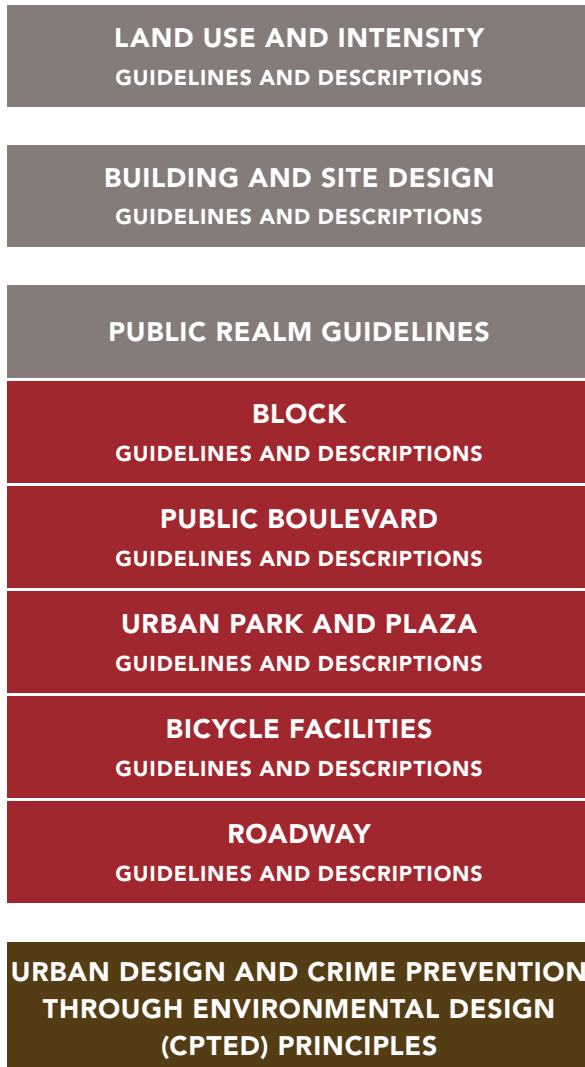 LAND USE AND INTENSITY
GUIDELINES AND DESCRIPTIONS
BUILDING AND SITE DESIGN
GUIDELINES AND DESCRIPTIONS
PUBLIC REALM GUIDELINES
BLOCK
GUIDELINES AND DESCRIPTIONS
PUBLIC BOULEVARD
GUIDELINES AND DESCRIPTIONS
URBAN PARK AND PLAZA
GUIDELINES AND DESCRIPTIONS
BICYCLE FACILITIES
GUIDELINES AND DESCRIPTIONS
ROADWAY
GUIDELINES AND DESCRIPTIONS
URBAN DESIGN AND CRIME PREVENTION
THROUGH ENVIRONMENTAL DESIGN
(CPTED) PRINCIPLES